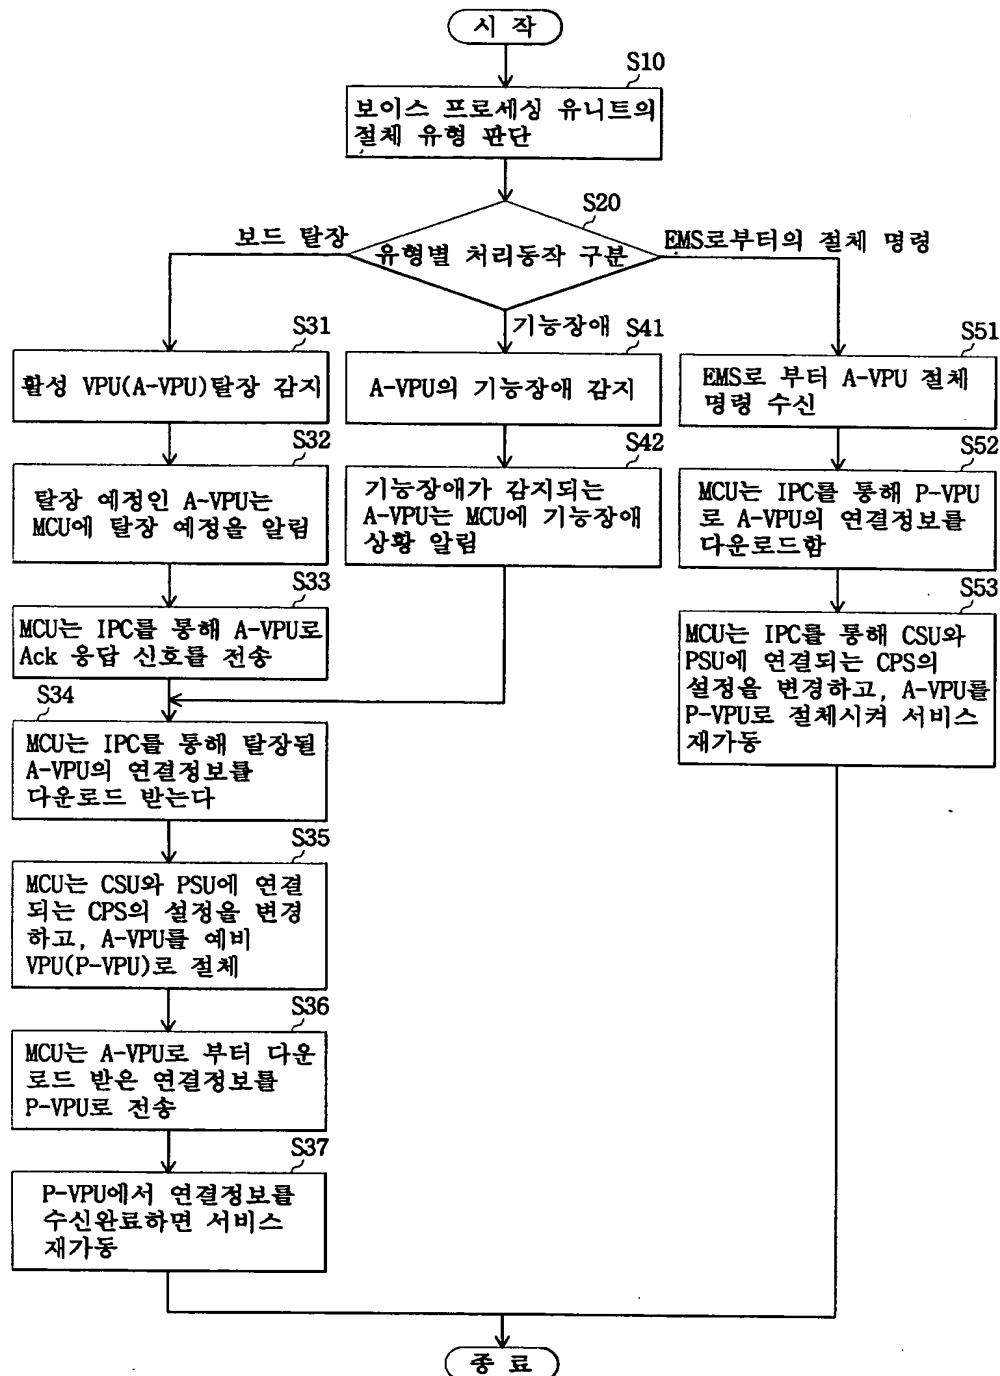 시 작
S10
보이스 프로세싱 유니트의
절체 유형 판단
S20
유형별 처리동작 구분
보드 탈장
EMS로부터의 절체 명령
기능장애
S31
활성 VPU(A-VPU)탈장 감지
S32
탈장 예정인 A-VPU는
MCU에 탈장 예정을 알림
S33
MCU는 IPC를 통해 A-VPU로
Ack 응답 신호를 전송
S34
MCU는 IPC를 통해 탈장될
A-VPU의 연결정보를
다운로드 받는다
S35
MCU는 CSU와 PSU에 연결
되는 CPS의 설정을 변경
하고, A-VPU를 예비
VPU(P-VPU)로 절체
S36
MCU는 A-VPU로 부터 다운
로드 받은 연결정보를
P-VPU로 전송
S37
P-VPU에서 연결정보를
수신완료하면 서비스
재가동
S41
A-VPU의 기능장애 감지
S42
기능장애가 감지되는
A-VPU는 MCU에 기능장애
상황 알림
S51
EMS로 부터 A-VPU 절체
명령 수신
S52
MCU는 IPC를 통해 P-VPU
로 A-VPU의 연결정보를
다운로드함
S53
MCU는 IPC를 통해 CSU와
PSU에 연결되는 CPS의
설정을 변경하고, A-VPU를
P-VPU로 절체시켜 서비스
재가동
종 료